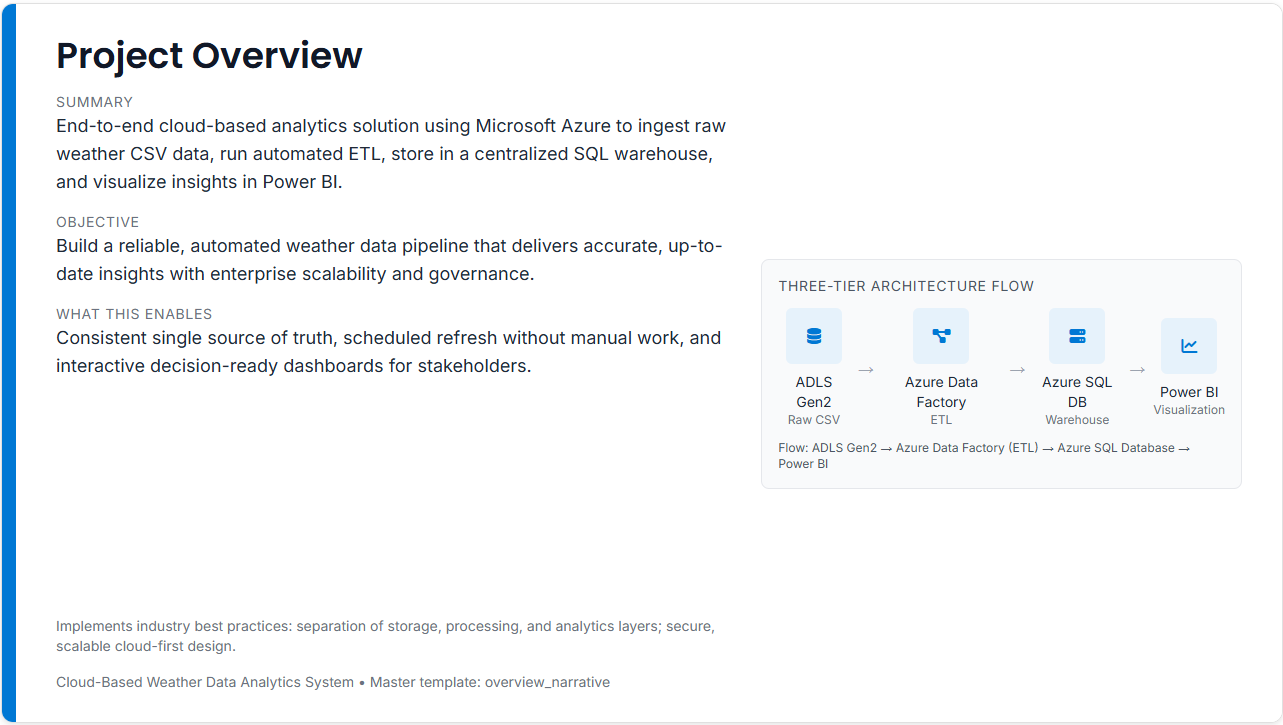 Project Overview
SUMMARY
End-to-end cloud-based analytics solution using Microsoft Azure to ingest raw
weather CSV data, run automated ETL, store in a centralized SQL warehouse,
and visualize insights in Power BI.
OBJECTIVE
Build a reliable, automated weather data pipeline that delivers accurate, up-to-
date insights with enterprise scalability and governance.
WHAT THIS ENABLES
Consistent single source of truth, scheduled refresh without manual work, and
interactive decision-ready dashboards for stakeholders.
THREE-TIER ARCHITECTURE FLOW
ADLS
Gen2
Raw CSV
→
Azure Data
Factory
ETL
→
Azure SQL
DB
Warehouse
→
Power BI
Visualization
Flow: ADLS Gen2 → Azure Data Factory (ETL) → Azure SQL Database →
Power BI
Implements industry best practices: separation of storage, processing, and analytics layers; secure,
scalable cloud-first design.
Cloud-Based Weather Data Analytics System • Master template: overview_narrative